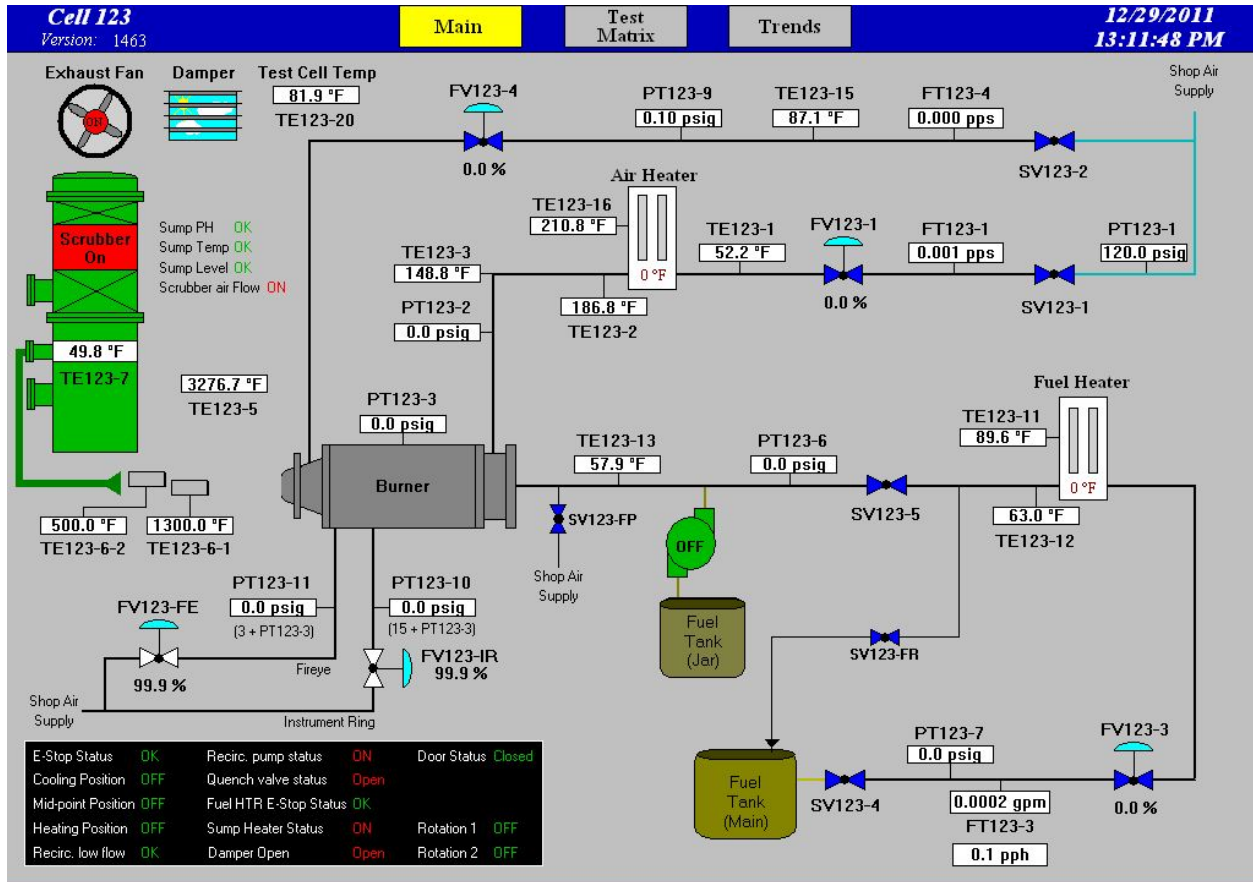 Cell 123
Version: 1463
Main
Test
Matrix
Trends
12/29/2011
13:11:48 PM
Exhaust Fan
Damper
Test Cell Temp
81.9 °F
TE123-20
ON
FV123-4
0.0 %
PT123-9
0.10 psig
TE123-15
87.1 °F
FT123-4
0.000 pps
SV123-2
Shop Air
Supply
Scrubber
On
Sump PH OK
Sump Temp OK
Sump Level OK
Scrubber air Flow ON
49.8 °F
TE123-7
Air Heater
TE123-16
210.8 °F
0 °F
TE123-3
148.8 °F
PT123-2
0.0 psig
186.8 °F
TE123-2
TE123-1
52.2 °F
FV123-1
0.0 %
FT123-1
0.001 pps
PT123-1
120.0 psig
SV123-1
3276.7 °F
TE123-5
PT123-3
0.0 psig
Burner
TE123-13
57.9 °F
PT123-6
0.0 psig
SV123-5
Fuel Heater
TE123-11
89.6 °F
0 °F
63.0 °F
TE123-12
500.0 °F
TE123-6-2
1300.0 °F
TE123-6-1
SV123-FP
Shop Air
Supply
OFF
Fuel
Tank
(Jar)
SV123-FR
PT123-11
0.0 psig
(3 + PT123-3)
PT123-10
0.0 psig
(15 + PT123-3)
FV123-FE
99.9 %
Fireye
FV123-IR
99.9 %
Shop Air
Supply
Instrument Ring
Fuel
Tank
(Main)
SV123-4
PT123-7
0.0 psig
0.0002 gpm
FT123-3
0.1 pph
FV123-3
0.0 %
E-Stop Status OK Recirc. pump status ON Door Status Closed
Cooling Position OFF Quench valve status Open
Mid-point Position OFF Fuel HTR E-Stop Status OK
Heating Position OFF Sump Heater Status ON Rotation 1 OFF
Recirc. low flow OK Damper Open Open Rotation 2 OFF